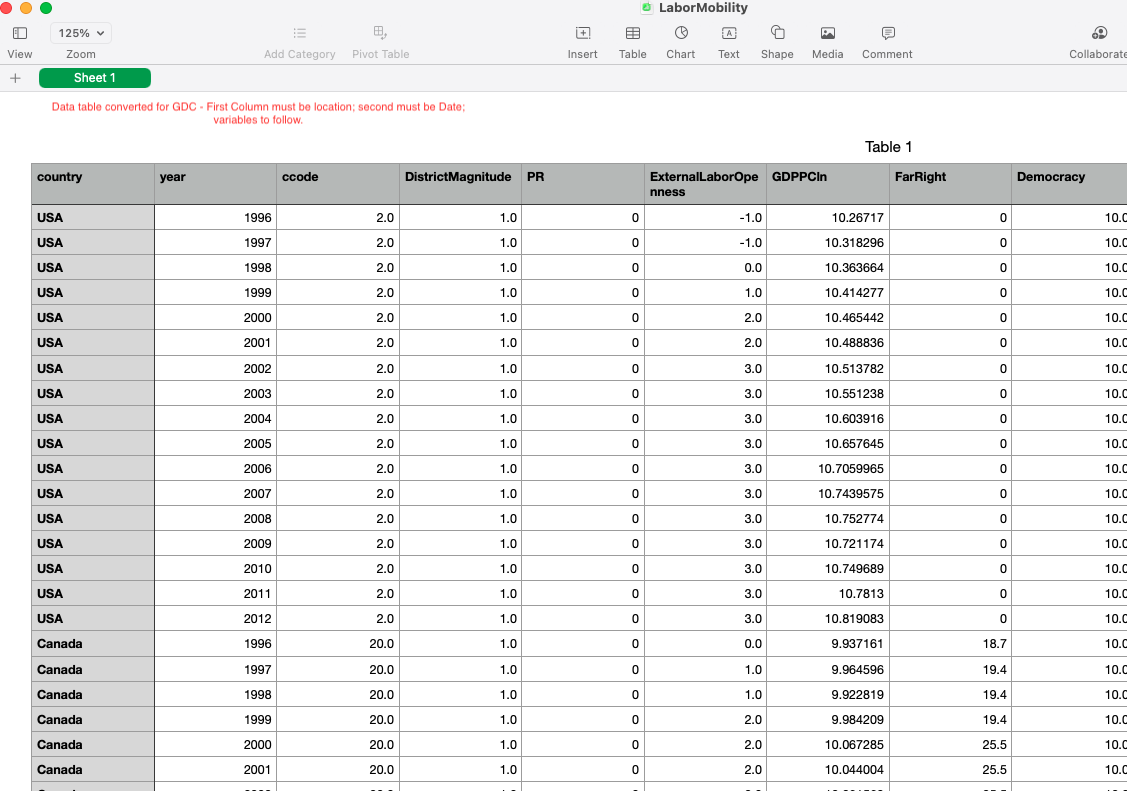 LaborMobility
125%
View Zoom Add Category Pivot Table Insert Table Chart Text Shape Media Comment Collaborate
Sheet 1
Data table converted for GDC - First Column must be location; second must be Date;
variables to follow.
Table 1
country year ccode DistrictMagnitude PR ExternalLaborOpe GDPPCln FarRight Democracy
nness
USA 1996 2.0 1.0 0 -1.0 10.26717 0 10.0
USA 1997 2.0 1.0 0 -1.0 10.318296 0 10.0
USA 1998 2.0 1.0 0 0.0 10.363664 0 10.0
USA 1999 2.0 1.0 0 1.0 10.414277 0 10.0
USA 2000 2.0 1.0 0 2.0 10.465442 0 10.0
USA 2001 2.0 1.0 0 2.0 10.488836 0 10.0
USA 2002 2.0 1.0 0 3.0 10.513782 0 10.0
USA 2003 2.0 1.0 0 3.0 10.551238 0 10.0
USA 2004 2.0 1.0 0 3.0 10.603916 0 10.0
USA 2005 2.0 1.0 0 3.0 10.657645 0 10.0
USA 2006 2.0 1.0 0 3.0 10.7059965 0 10.0
USA 2007 2.0 1.0 0 3.0 10.7439575 0 10.0
USA 2008 2.0 1.0 0 3.0 10.752774 0 10.0
USA 2009 2.0 1.0 0 3.0 10.721174 0 10.0
USA 2010 2.0 1.0 0 3.0 10.749689 0 10.0
USA 2011 2.0 1.0 0 3.0 10.7813 0 10.0
USA 2012 2.0 1.0 0 3.0 10.819083 0 10.0
Canada 1996 20.0 1.0 0 0.0 9.937161 18.7 10.0
Canada 1997 20.0 1.0 0 1.0 9.964596 19.4 10.0
Canada 1998 20.0 1.0 0 1.0 9.922819 19.4 10.0
Canada 1999 20.0 1.0 0 2.0 9.984209 19.4 10.0
Canada 2000 20.0 1.0 0 2.0 10.067285 25.5 10.0
Canada 2001 20.0 1.0 0 2.0 10.044004 25.5 10.0